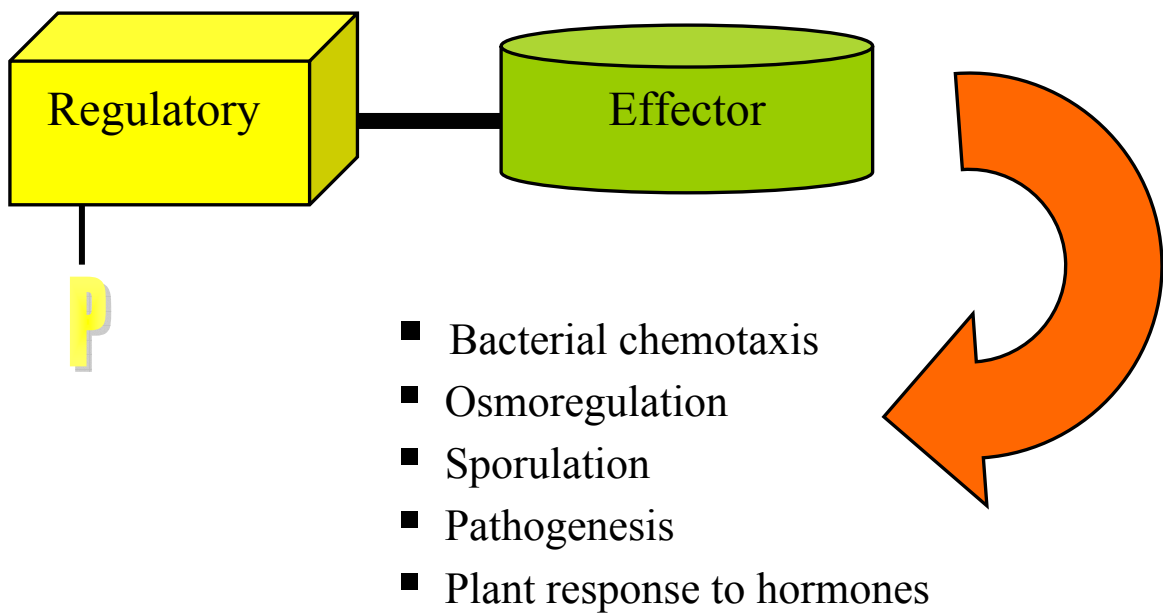 Regulatory
Effector
P
▪ Bacterial chemotaxis
▪ Osmoregulation
▪ Sporulation
▪ Pathogenesis
▪ Plant response to hormones